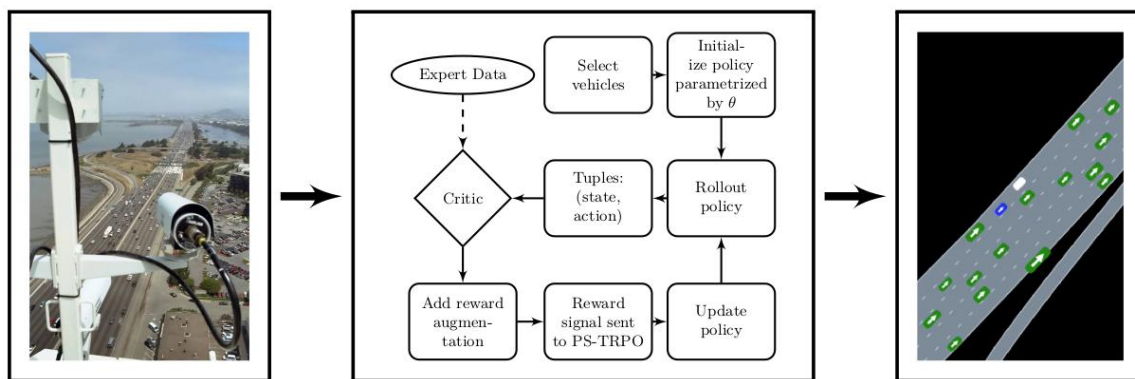 Expert Data
Select
vehicles
Initial-
ize policy
parametrized
by θ
Critic
Tuples:
(state,
action)
Rollout
policy
Add reward
augmen-
tation
Reward
signal sent
to PS-TRPO
Update
policy